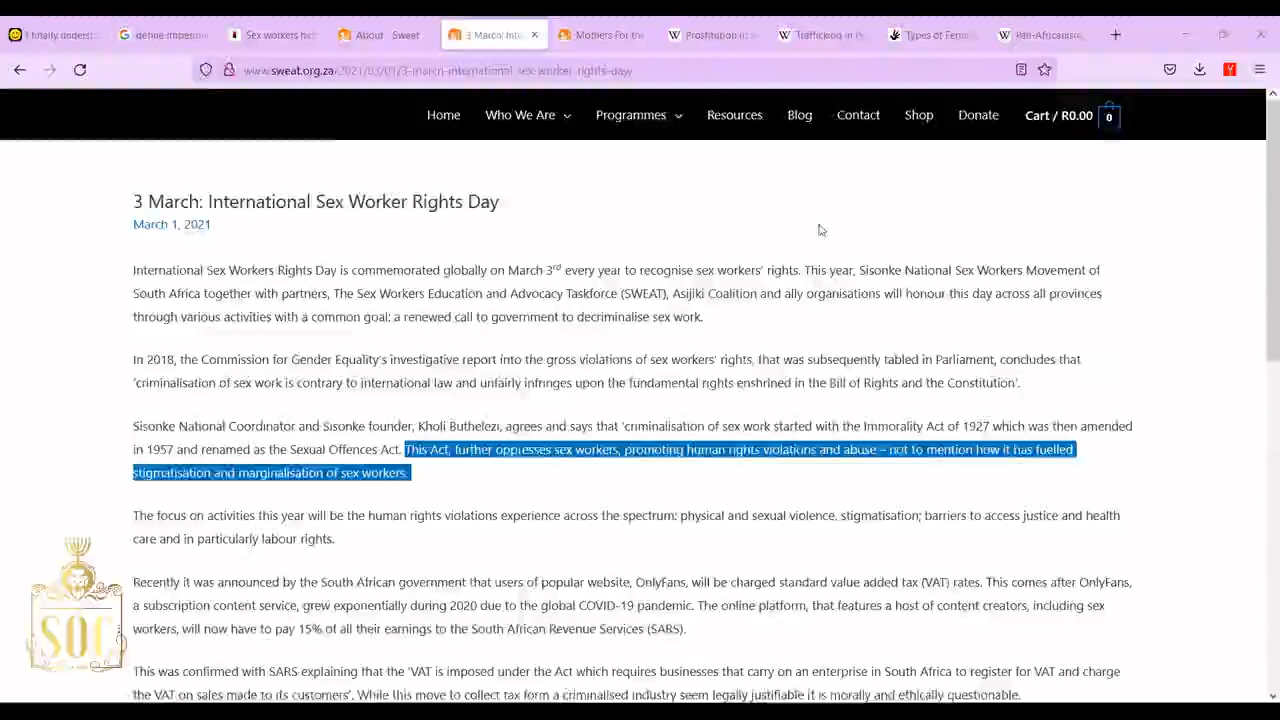 I finally underst
define imperson
Sex workers
About - Sweat
3 March: Inte
Mothers For the
Prostitution in S
Trafficking in P
Types of Femi
Pan-Africanism
www.sweat.org.za/2021/03/01/3-march-international-sex-worker-rights-day
Home Who We Are Programmes Resources Blog Contact Shop Donate Cart / R0.00 0
3 March: International Sex Worker Rights Day
March 1, 2021
International Sex Workers Rights Day is commemorated globally on March 3rd every year to recognise sex workers' rights. This year, Sisonke National Sex Workers Movement of
South Africa together with partners, The Sex Workers Education and Advocacy Taskforce (SWEAT), Asijiki Coalition and ally organisations will honour this day across all provinces
through various activities with a common goal; a renewed call to government to decriminalise sex work.
In 2018, the Commission for Gender Equality's investigative report into the gross violations of sex workers' rights, that was subsequently tabled in Parliament, concludes that
'criminalisation of sex work is contrary to international law and unfairly infringes upon the fundamental rights enshrined in the Bill of Rights and the Constitution'.
Sisonke National Coordinator and Sisonke founder, Kholi Buthelezi, agrees and says that 'criminalisation of sex work started with the Immorality Act of 1927 which was then amended
in 1957 and renamed as the Sexual Offences Act. This Act, further oppresses sex workers, promoting human rights violations and abuse – not to mention how it has fuelled
stigmatisation and marginalisation of sex workers.
The focus on activities this year will be the human rights violations experience across the spectrum: physical and sexual violence, stigmatisation; barriers to access justice and health
care and in particularly labour rights.
Recently it was announced by the South African government that users of popular website, OnlyFans, will be charged standard value added tax (VAT) rates. This comes after OnlyFans,
a subscription content service, grew exponentially during 2020 due to the global COVID-19 pandemic. The online platform, that features a host of content creators, including sex
workers, will now have to pay 15% of all their earnings to the South African Revenue Services (SARS).
This was confirmed with SARS explaining that the 'VAT is imposed under the Act which requires businesses that carry on an enterprise in South Africa to register for VAT and charge
the VAT on sales made to its customers'. While this move to collect tax form a criminalised industry seem legally justifiable it is morally and ethically questionable.
SOF